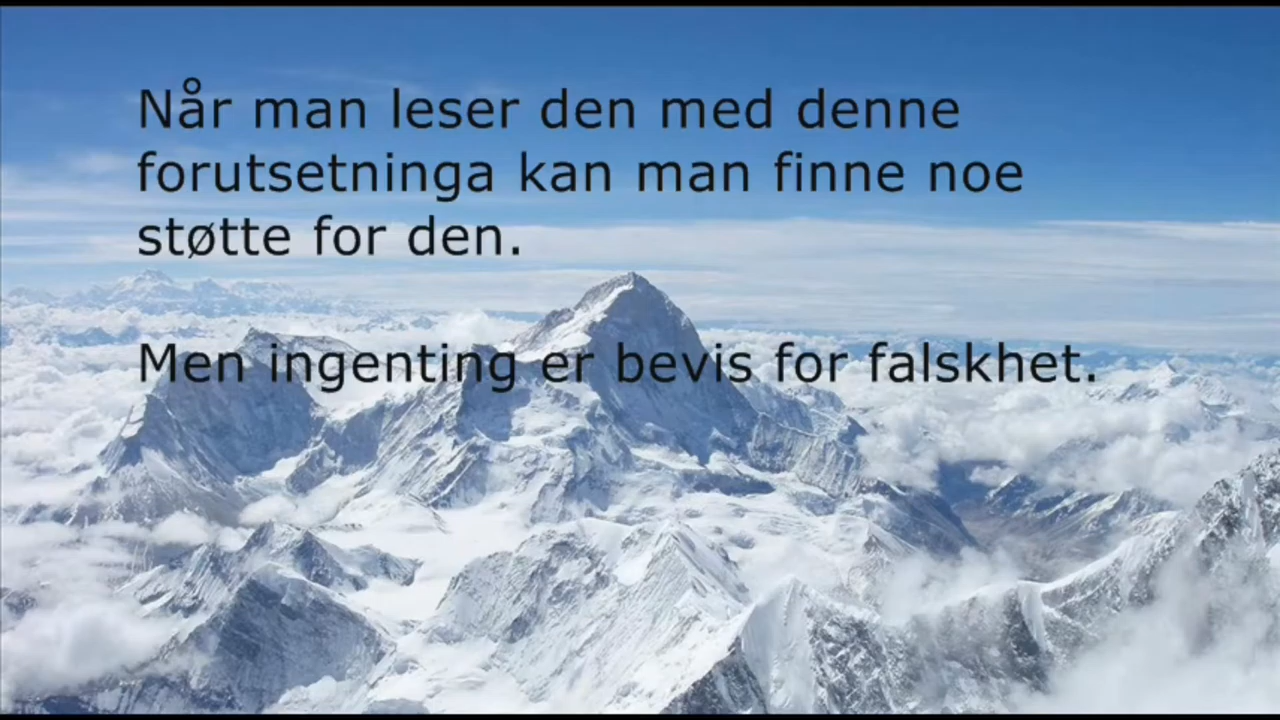 Når man leser den med denne
forutsetninga kan man finne noe
støtte for den.
Men ingenting er bevis for falskhet.